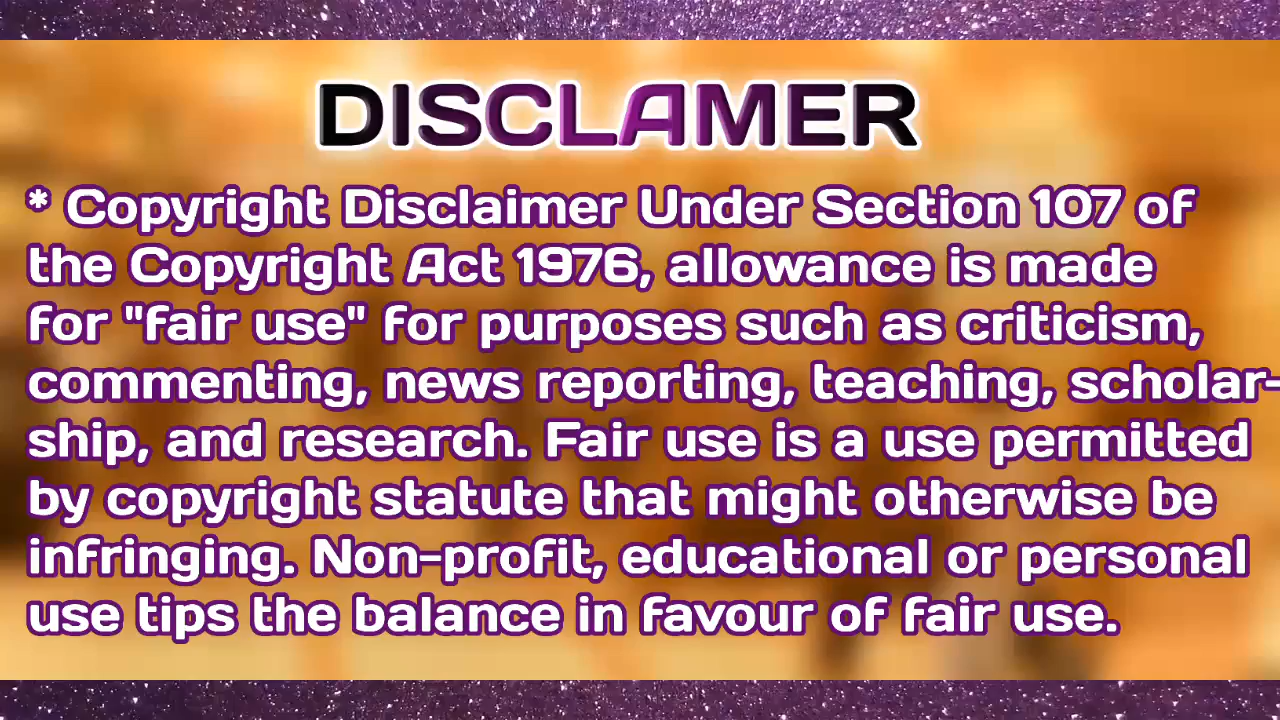 DISCLAMER
* Copyright Disclaimer Under Section 107 of
the Copyright Act 1976, allowance is made
for "fair use" for purposes such as criticism,
commenting, news reporting, teaching, scholar-
ship, and research. Fair use is a use permitted
by copyright statute that might otherwise be
infringing. Non-profit, educational or personal
use tips the balance in favour of fair use.